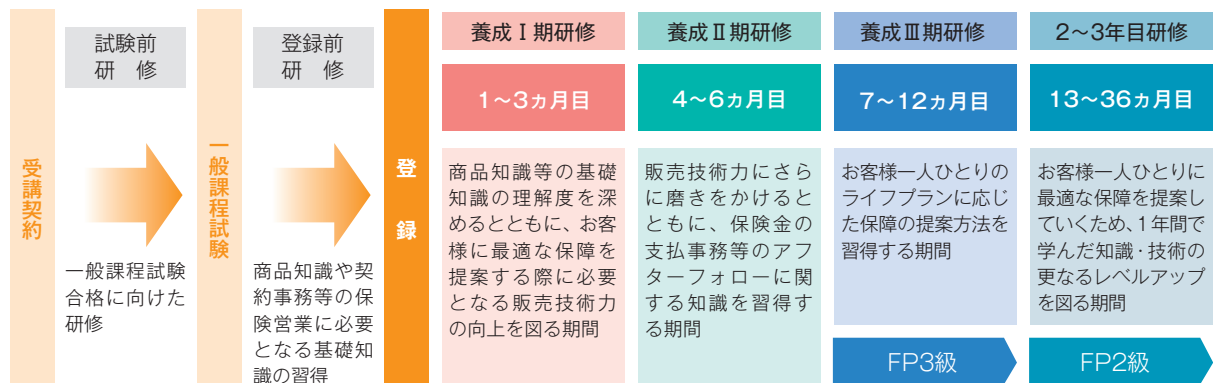 受講契約
試験前
研　修
一般課程試験
合格に向けた
研修
一般課程試験
登録前
研　修
商品知識や契
約事務等の保
険営業に必要
となる基礎知
識の習得
登録
養成Ⅰ期研修
1〜3ヵ月目
商品知識等の基礎
知識の理解度を深
めるとともに、お客
様に最適な保障を
提案する際に必要
となる販売技術力
の向上を図る期間
養成Ⅱ期研修
4〜6ヵ月目
販売技術力にさら
に磨きをかけると
ともに、保険金の
支払事務等のアフ
ターフォローに関
する知識を習得す
る期間
養成Ⅲ期研修
7〜12ヵ月目
お客様一人ひとりの
ライフプランに応じ
た保障の提案方法を
習得する期間
FP3級
2〜3年目研修
13〜36ヵ月目
お客様一人ひとりに
最適な保障を提案し
ていくため、1年間で
学んだ知識・技術の
更なるレベルアップ
を図る期間
FP2級